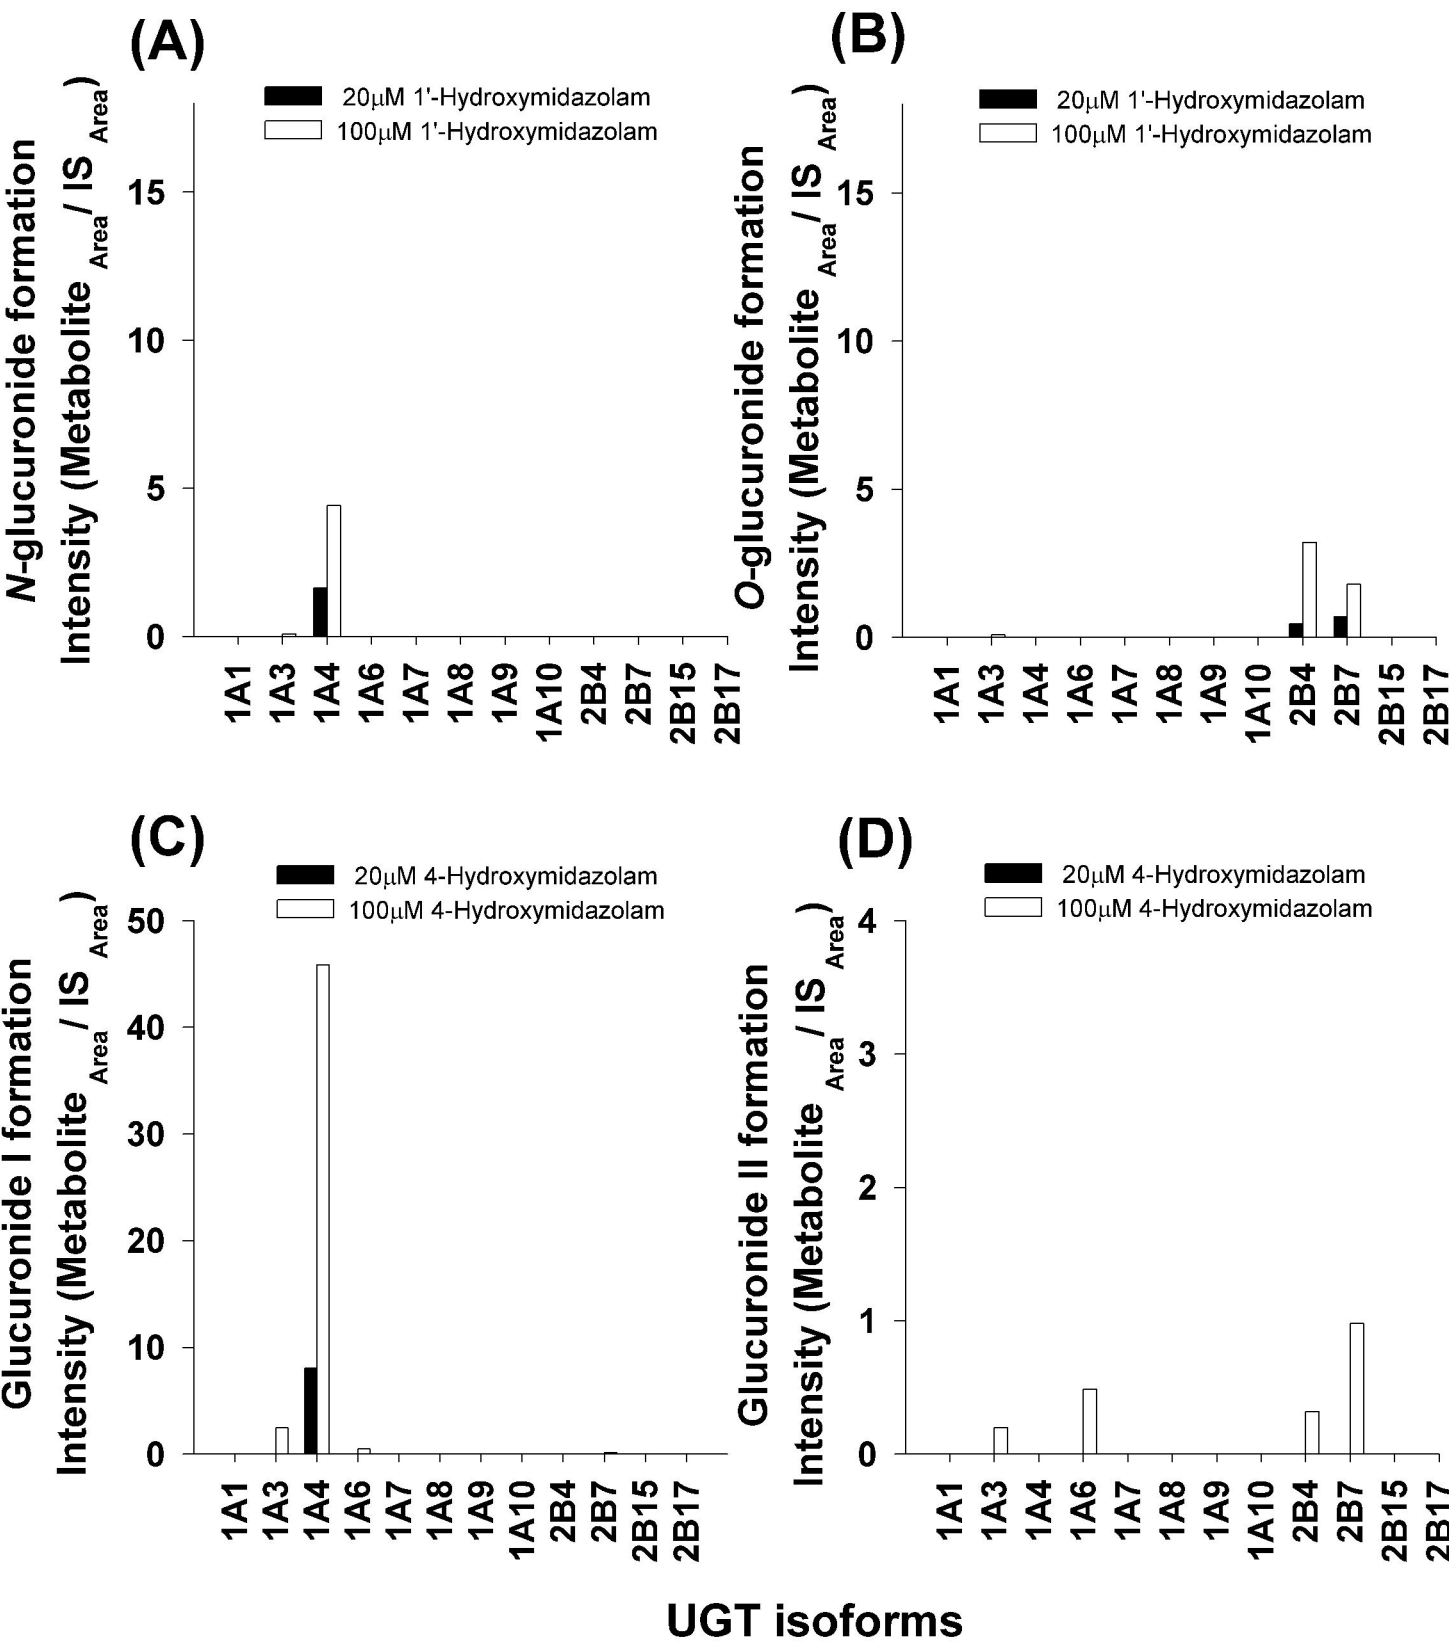 (A)
20μM 1'-Hydroxymidazolam
100μM 1'-Hydroxymidazolam
N-glucuronide formation
Intensity (Metabolite Area / IS Area)
15
10
5
0
1A1
1A3
1A4
1A6
1A7
1A8
1A9
1A10
2B4
2B7
2B15
2B17
(B)
20μM 1'-Hydroxymidazolam
100μM 1'-Hydroxymidazolam
O-glucuronide formation
Intensity (Metabolite Area / IS Area)
15
10
5
0
1A1
1A3
1A4
1A6
1A7
1A8
1A9
1A10
2B4
2B7
2B15
2B17
(C)
20μM 4-Hydroxymidazolam
100μM 4-Hydroxymidazolam
Glucuronide I formation
Intensity (Metabolite Area / IS Area)
50
40
30
20
10
0
1A1
1A3
1A4
1A6
1A7
1A8
1A9
1A10
2B4
2B7
2B15
2B17
(D)
20μM 4-Hydroxymidazolam
100μM 4-Hydroxymidazolam
Glucuronide II formation
Intensity (Metabolite Area / IS Area)
4
3
2
1
0
1A1
1A3
1A4
1A6
1A7
1A8
1A9
1A10
2B4
2B7
2B15
2B17
UGT isoforms